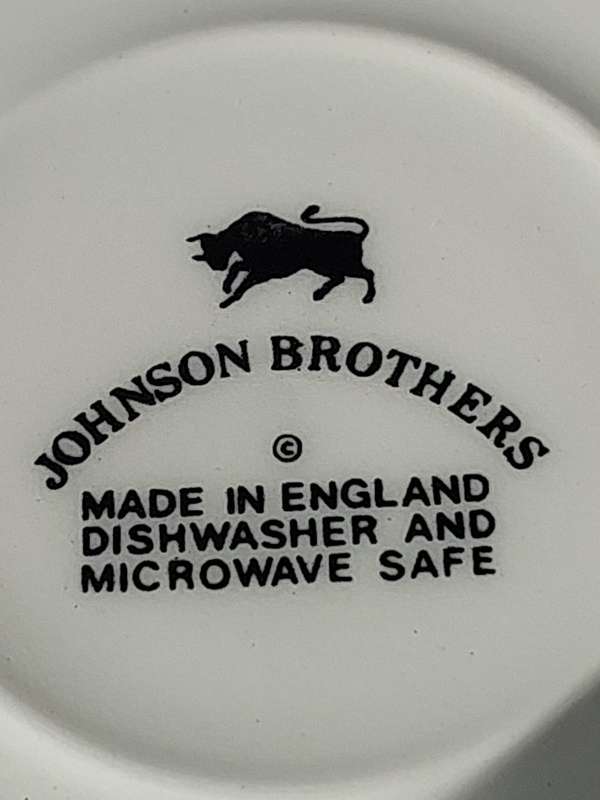 JOHNSON BROTHERS
©
MADE IN ENGLAND
DISHWASHER AND
MICROWAVE SAFE